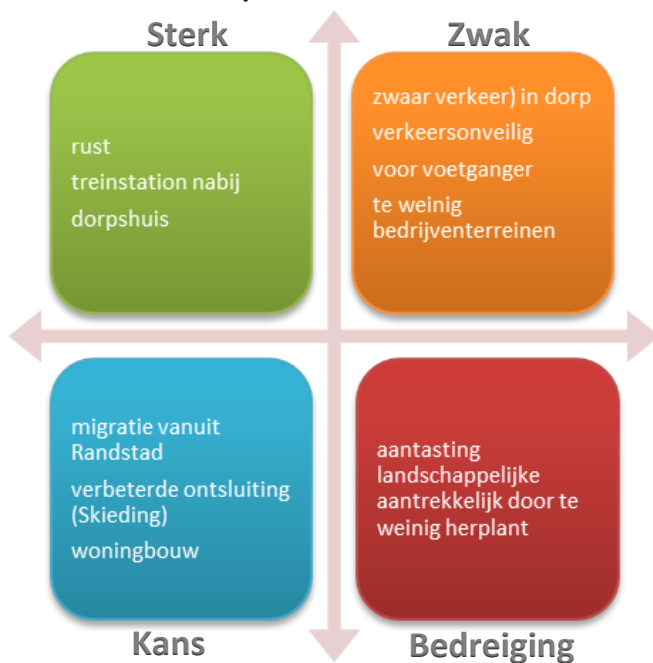 Sterk
Zwak
rust
treinstation nabij
dorpshuis
zwaar verkeer) in dorp
verkeersonveilig
voor voetganger
te weinig
bedrijventerreinen
migratie vanuit
Randstad
verbeterde ontsluiting
(Skieding)
woningbouw
aantasting
landschappelijke
aantrekkelijk door te
weinig herplant
Kans
Bedreiging